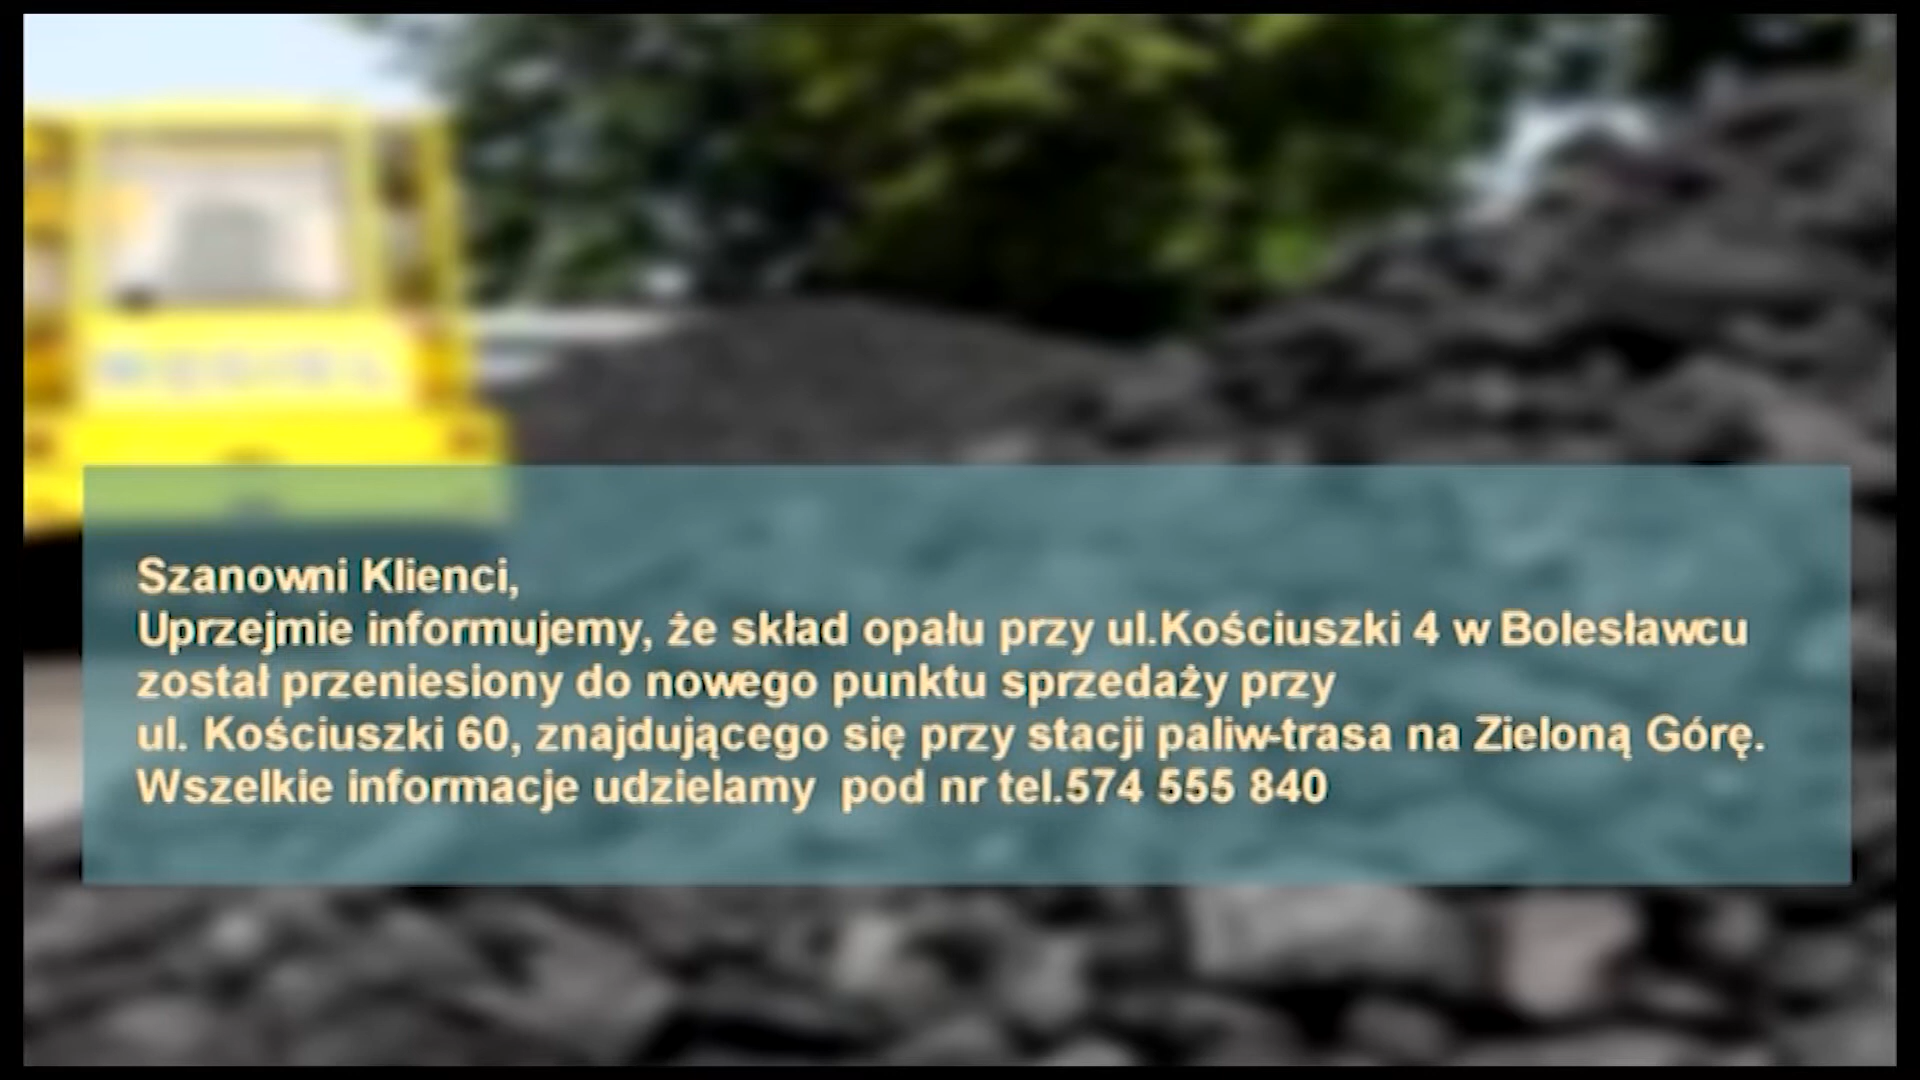 Szanowni Klienci,
Uprzejmie informujemy, że skład opału przy ul.Kościuszki 4 w Bolesławcu
został przeniesiony do nowego punktu sprzedaży przy
ul. Kościuszki 60, znajdującego się przy stacji paliw-trasa na Zieloną Górę.
Wszelkie informacje udzielamy  pod nr tel.574 555 840